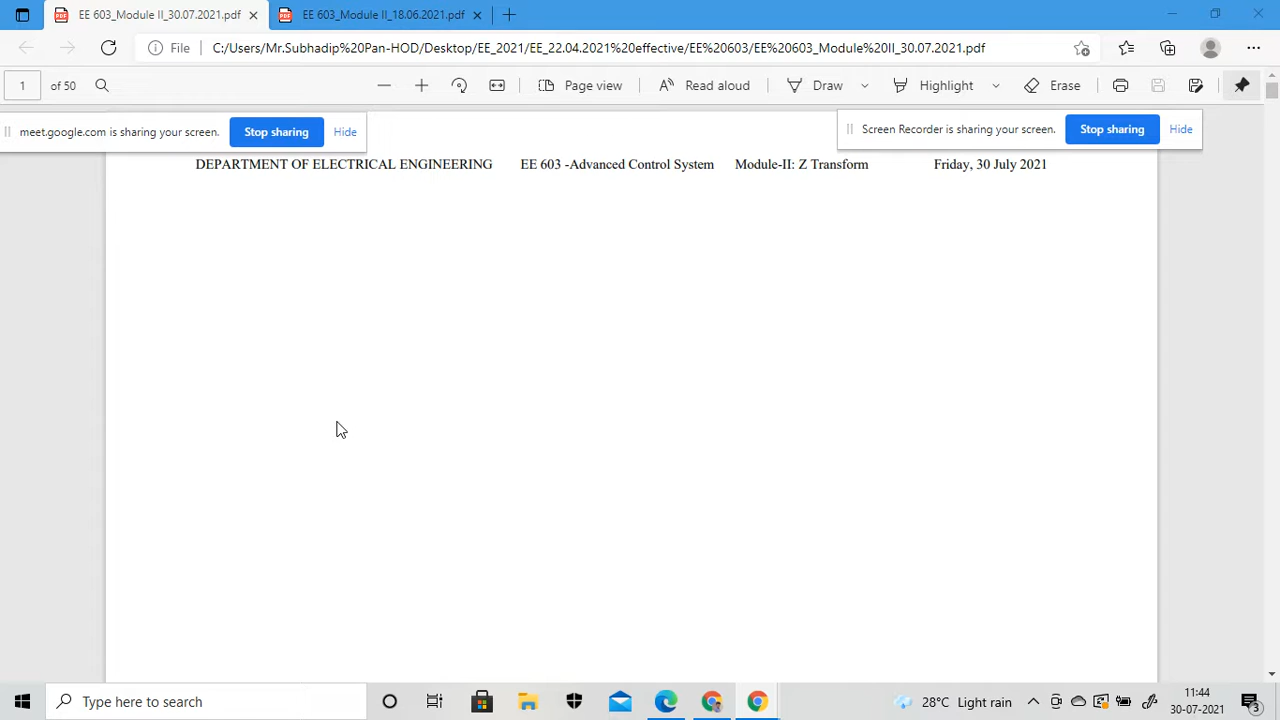 EE 603_Module II_30.07.2021.pdf
EE 603_Module II_18.06.2021.pdf
File
C:/Users/Mr.Subhadip%20Pan-HOD/Desktop/EE_2021/EE_22.04.2021%20effective/EE%20603/EE%20603_Module%20II_30.07.2021.pdf
1 of 50
Page view
Read aloud
Draw
Highlight
Erase
meet.google.com is sharing your screen. Stop sharing Hide
Screen Recorder is sharing your screen. Stop sharing Hide
DEPARTMENT OF ELECTRICAL ENGINEERING EE 603 -Advanced Control System Module-II: Z Transform Friday, 30 July 2021
Type here to search
28°C Light rain
11:44
30-07-2021
3